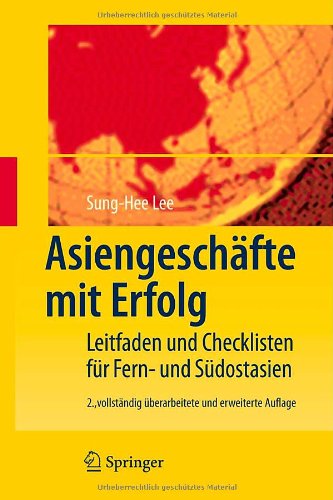 Urheberrechtlich geschütztes Material
Sung-Hee Lee
Asiengeschäfte
mit Erfolg
Leitfaden und Checklisten
für Fern- und Südostasien
2.,vollständig überarbeitete und erweiterte Auflage
Springer
Urheberrechtlich geschütztes Material